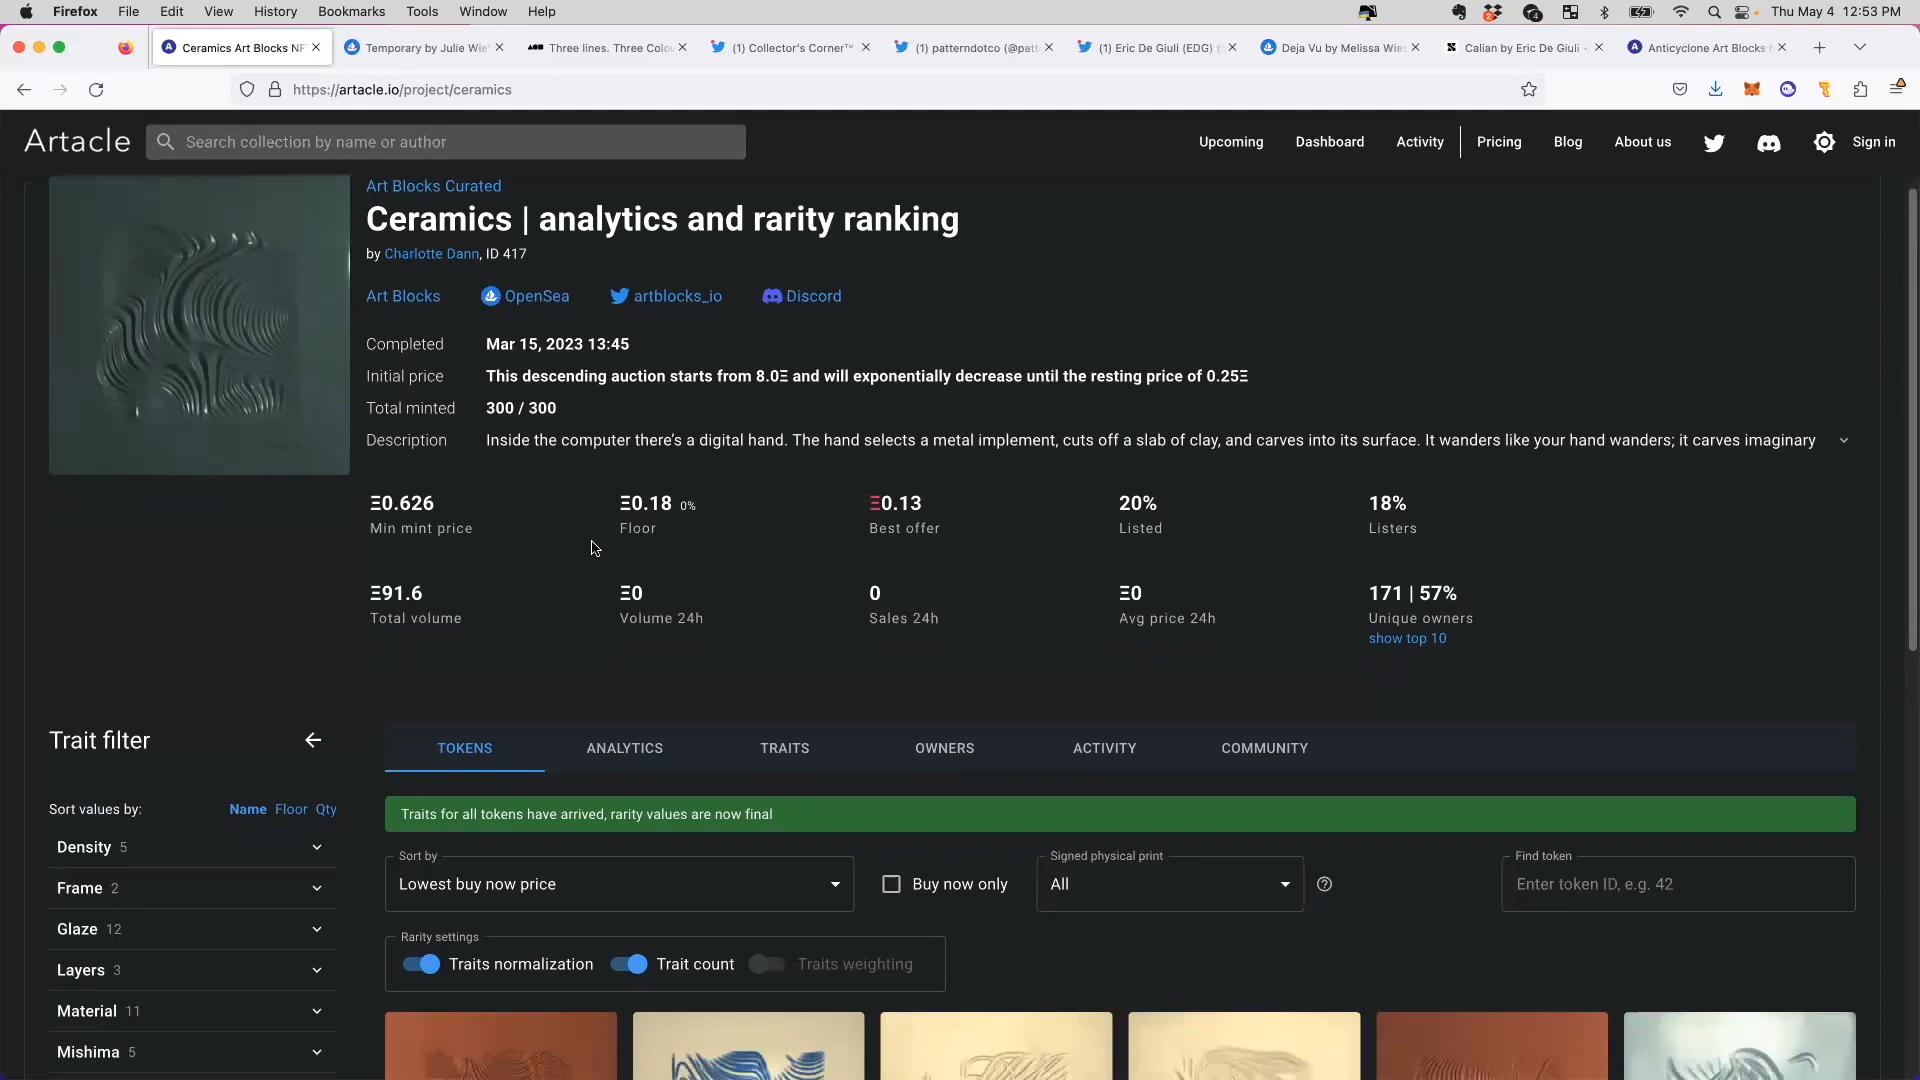 Firefox File Edit View History Bookmarks Tools Window Help
Thu May 4 12:53 PM
Ceramics Art Blocks NF
Temporary by Julie Wie
Three lines. Three Colou
(1) Collector's Corner™
(1) patterndotco (@patt
(1) Eric De Giuli (EDG) (
Deja Vu by Melissa Wies
Calian by Eric De Giuli -
Anticyclone Art Blocks
https://artacle.io/project/ceramics
Artacle
Search collection by name or author
Upcoming Dashboard Activity Pricing Blog About us Sign in
Art Blocks Curated
Ceramics | analytics and rarity ranking
by Charlotte Dann, ID 417
Art Blocks OpenSea artblocks_io Discord
Completed Mar 15, 2023 13:45
Initial price This descending auction starts from 8.0Ξ and will exponentially decrease until the resting price of 0.25Ξ
Total minted 300 / 300
Description Inside the computer there's a digital hand. The hand selects a metal implement, cuts off a slab of clay, and carves into its surface. It wanders like your hand wanders; it carves imaginary
Ξ0.626 Ξ0.18 0% Ξ0.13 20% 18%
Min mint price Floor Best offer Listed Listers
Ξ91.6 Ξ0 0 Ξ0 171 | 57%
Total volume Volume 24h Sales 24h Avg price 24h Unique owners
show top 10
Trait filter
TOKENS ANALYTICS TRAITS OWNERS ACTIVITY COMMUNITY
Sort values by: Name Floor Qty
Traits for all tokens have arrived, rarity values are now final
Density 5
Frame 2
Glaze 12
Layers 3
Material 11
Mishima 5
Sort by
Lowest buy now price
Buy now only
Signed physical print
All
Find token
Enter token ID, e.g. 42
Rarity settings
Traits normalization Trait count Traits weighting